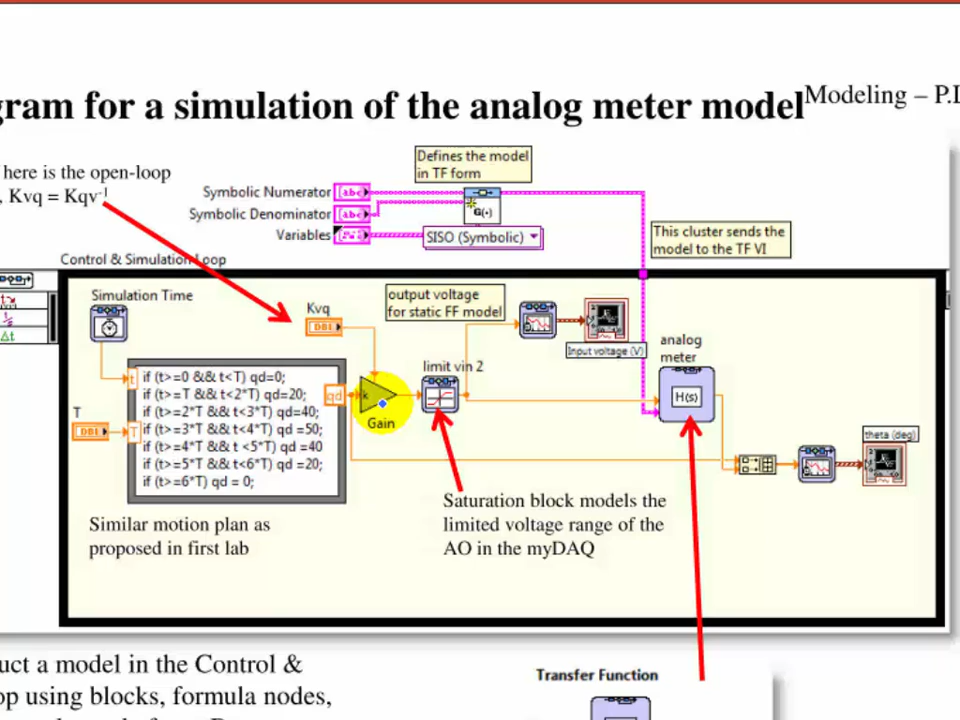 gram for a simulation of the analog meter model
Modeling – P.D
here is the open-loop
, Kvq = Kqv-1
Defines the model
in TF form
Symbolic Numerator
abc
Symbolic Denominator
abc
Variables
SISO (Symbolic)
G(•)
This cluster sends the
model to the TF VI
Control & Simulation Loop
Simulation Time
Kvq
DBL
output voltage
for static FF model
Input voltage (V)
analog
meter
H(s)
limit vin 2
Δt
t
if (t>=0 && t<T) qd=0;
if (t>=T && t<2*T) qd=20;
if (t>=2*T && t<3*T) qd=40;
if (t>=3*T && t<4*T) qd =50;
if (t>=4*T && t <5*T) qd =40
if (t>=5*T && t<6*T) qd =20;
if (t>=6*T) qd = 0;
qd
k
Gain
T
DBL
T
theta (deg)
Similar motion plan as
proposed in first lab
Saturation block models the
limited voltage range of the
AO in the myDAQ
uct a model in the Control &
op using blocks, formula nodes,
Transfer Function